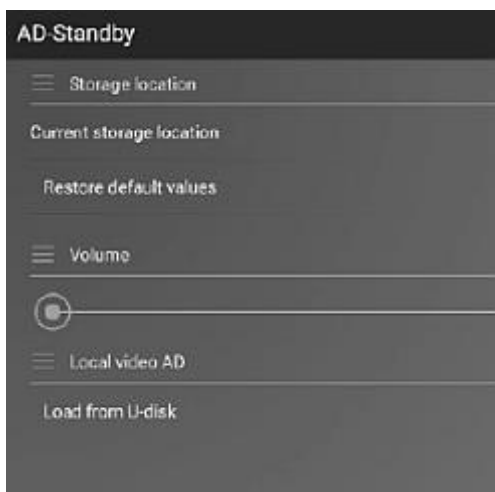 AD-Standby
Storage location
Current storage location
Restore default values
Volume
Local video AD
Load from U-disk